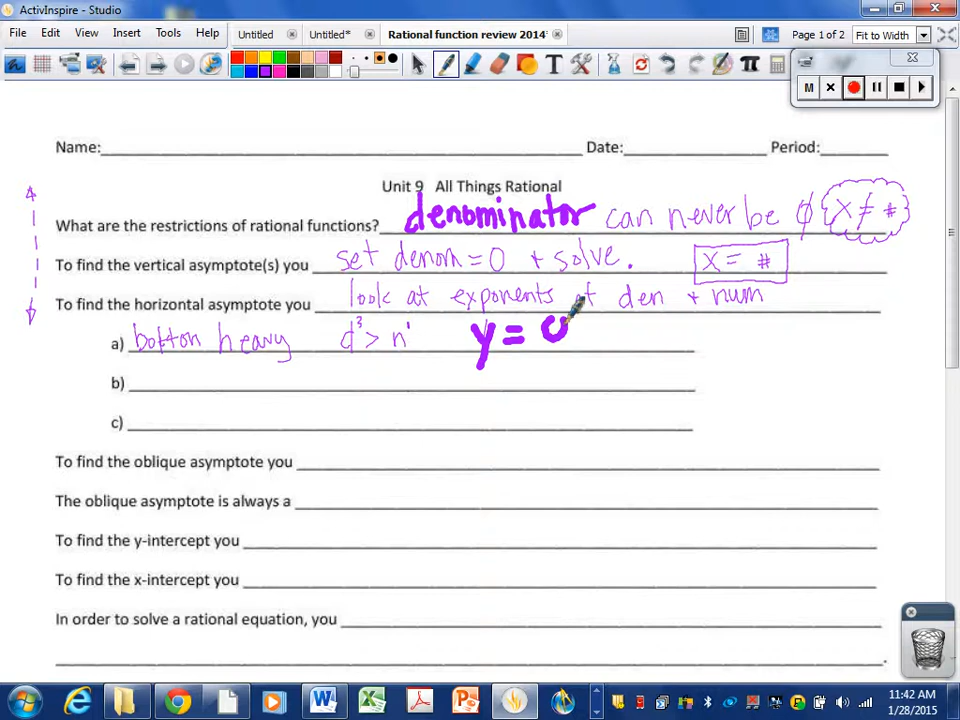 ActivInspire - Studio
File Edit View Insert Tools Help Untitled Untitled* Rational function review 2014* Page 1 of 2 Fit to Width
M
Name: Date: Period:
Unit 9 All Things Rational
What are the restrictions of rational functions? denominator can never be 0 x ≠ #
To find the vertical asymptote(s) you set denom = 0 + solve. x = #
To find the horizontal asymptote you look at exponents of den + num
a) botton heavy d³ > n¹ y = 0
b)
c)
To find the oblique asymptote you
The oblique asymptote is always a
To find the y-intercept you
To find the x-intercept you
In order to solve a rational equation, you
11:42 AM
1/28/2015